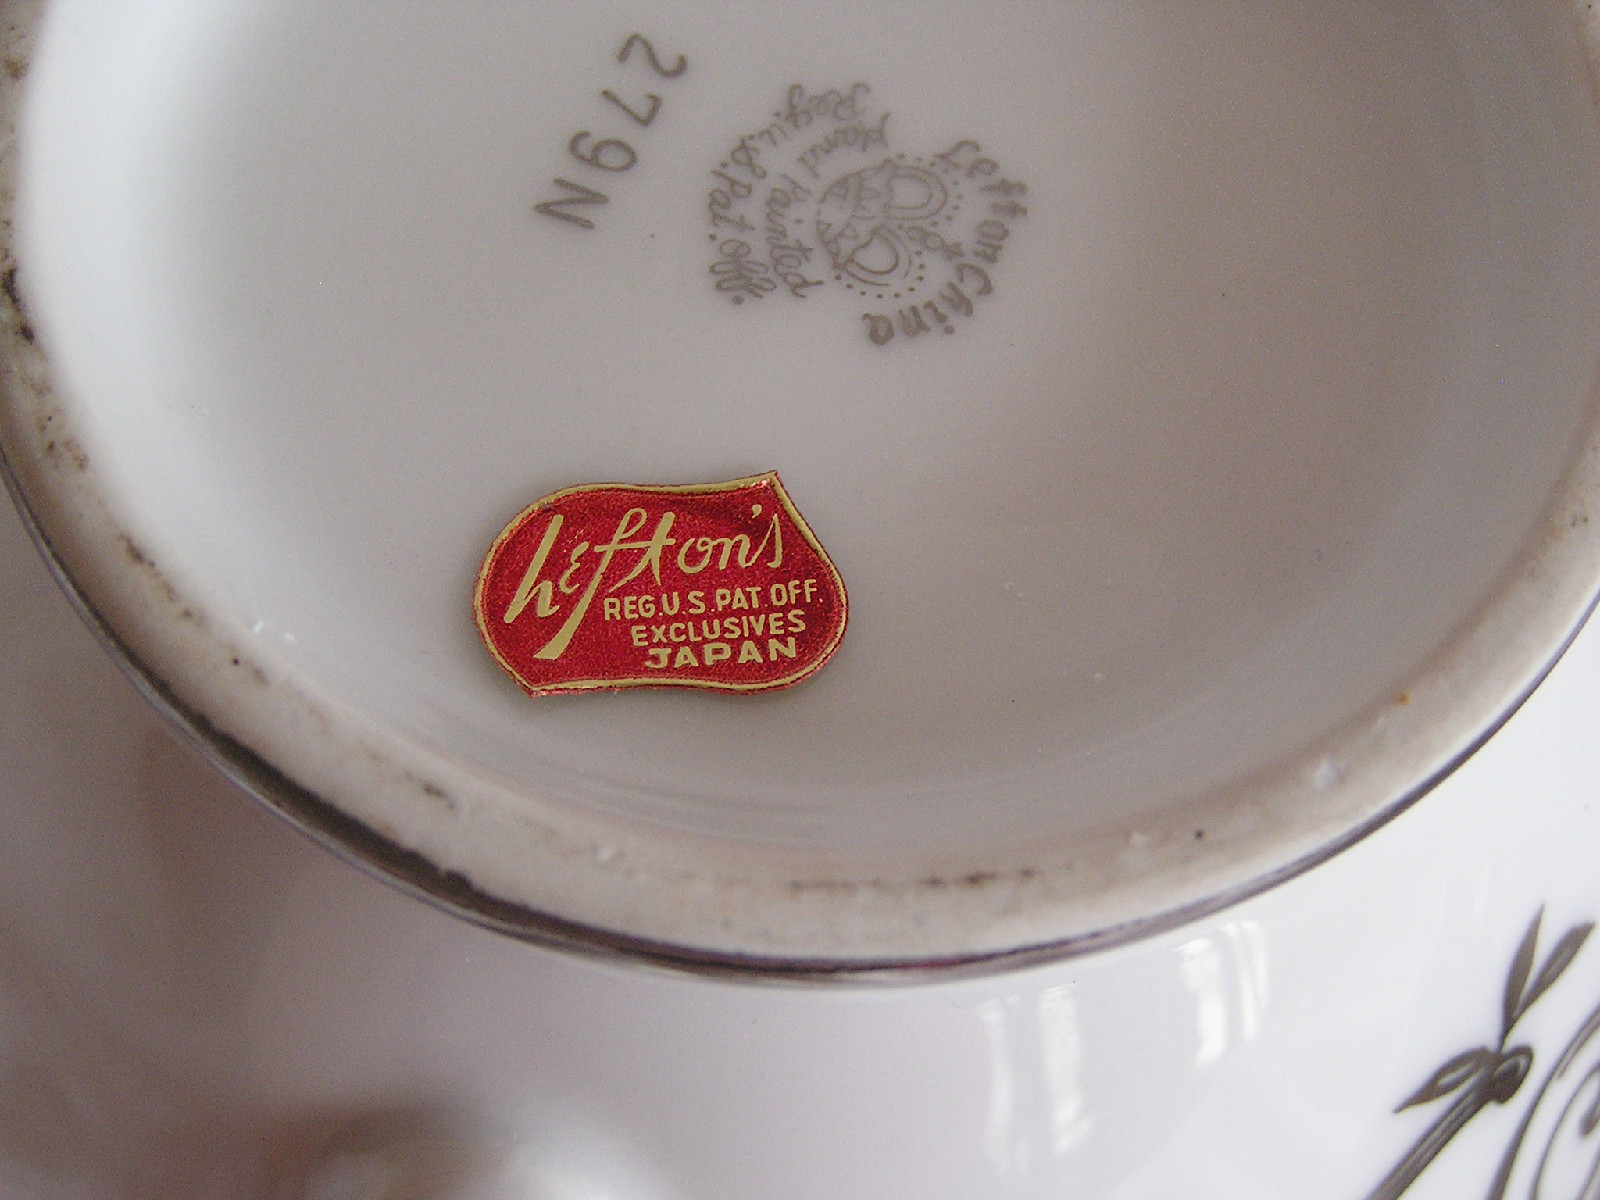 279N
Lefton China
Hand Painted
Reg. U.S. Pat. Off.
Lefton's
REG. U.S. PAT. OFF.
EXCLUSIVES
JAPAN